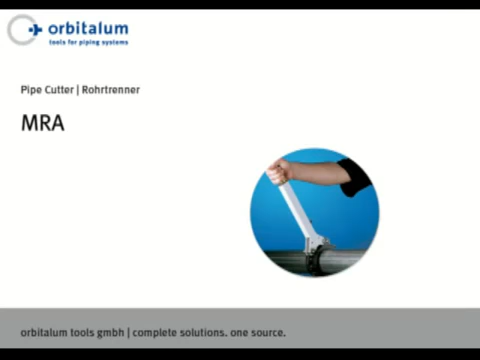 orbitalum
tools for piping systems
Pipe Cutter | Rohrtrenner
MRA
orbitalum tools gmbh | complete solutions. one source.